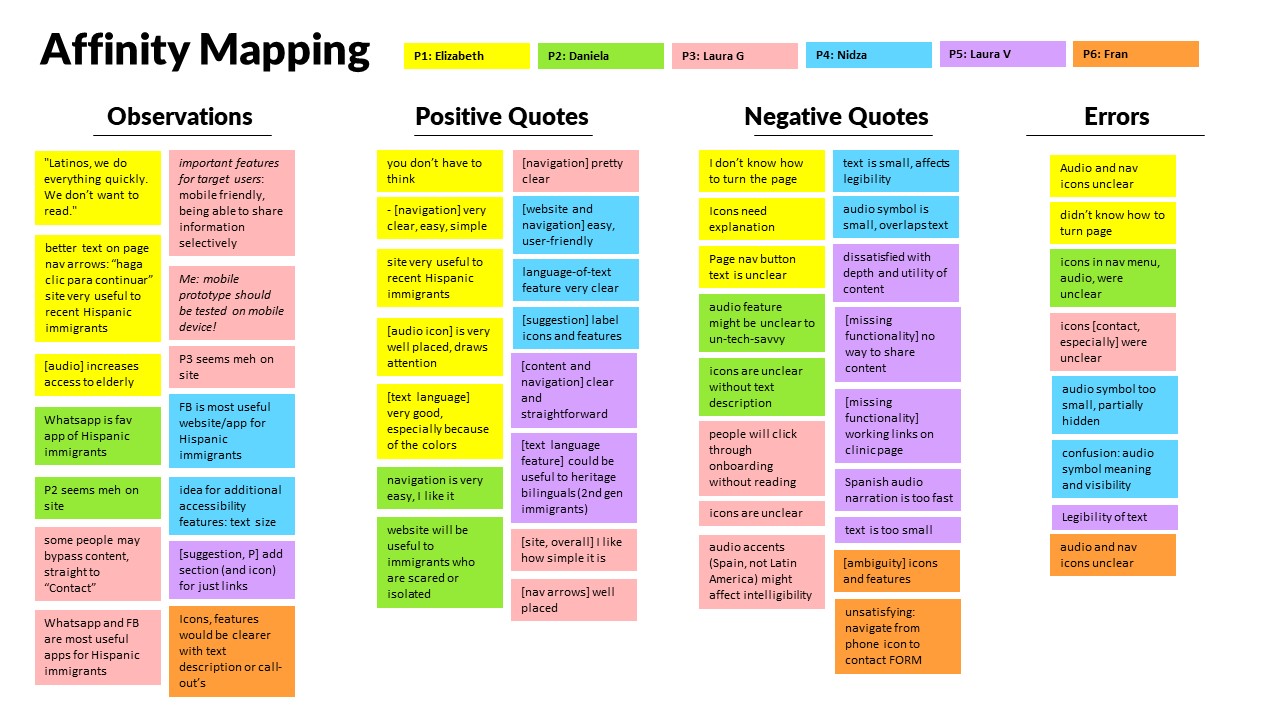 Affinity Mapping
P1: Elizabeth
P2: Daniela
P3: Laura G
P4: Nidza
P5: Laura V
P6: Fran
Observations
"Latinos, we do
everything quickly.
We don't want to
read."
better text on page
nav arrows: “haga
clic para continuar”
site very useful to
recent Hispanic
immigrants
[audio] increases
access to elderly
Whatsapp is fav
app of Hispanic
immigrants
P2 seems meh on
site
some people may
bypass content,
straight to
“Contact”
Whatsapp and FB
are most useful
apps for Hispanic
immigrants
important features
for target users:
mobile friendly,
being able to share
information
selectively
Me: mobile
prototype should
be tested on mobile
device!
P3 seems meh on
site
FB is most useful
website/app for
Hispanic
immigrants
idea for additional
accessibility
features: text size
[suggestion, P] add
section (and icon)
for just links
Icons, features
would be clearer
with text
description or call-
out’s
Positive Quotes
you don’t have to
think
- [navigation] very
clear, easy, simple
site very useful to
recent Hispanic
immigrants
[audio icon] is very
well placed, draws
attention
[text language]
very good,
especially because
of the colors
navigation is very
easy, I like it
website will be
useful to
immigrants who
are scared or
isolated
[navigation] pretty
clear
[website and
navigation] easy,
user-friendly
language-of-text
feature very clear
[suggestion] label
icons and features
[content and
navigation] clear
and
straightforward
[text language
feature] could be
useful to heritage
bilinguals (2nd gen
immigrants)
[site, overall] I like
how simple it is
[nav arrows] well
placed
Negative Quotes
I don’t know how
to turn the page
Icons need
explanation
Page nav button
text is unclear
audio feature
might be unclear to
un-tech-savvy
icons are unclear
without text
description
people will click
through
onboarding
without reading
icons are unclear
audio accents
(Spain, not Latin
America) might
affect intelligibility
text is small, affects
legibility
audio symbol is
small, overlaps text
dissatisfied with
depth and utility of
content
[missing
functionality] no
way to share
content
[missing
functionality]
working links on
clinic page
Spanish audio
narration is too fast
text is too small
[ambiguity] icons
and features
unsatisfying:
navigate from
phone icon to
contact FORM
Errors
Audio and nav
icons unclear
didn’t know how to
turn page
icons in nav menu,
audio, were
unclear
icons [contact,
especially] were
unclear
audio symbol too
small, partially
hidden
confusion: audio
symbol meaning
and visibility
Legibility of text
audio and nav
icons unclear